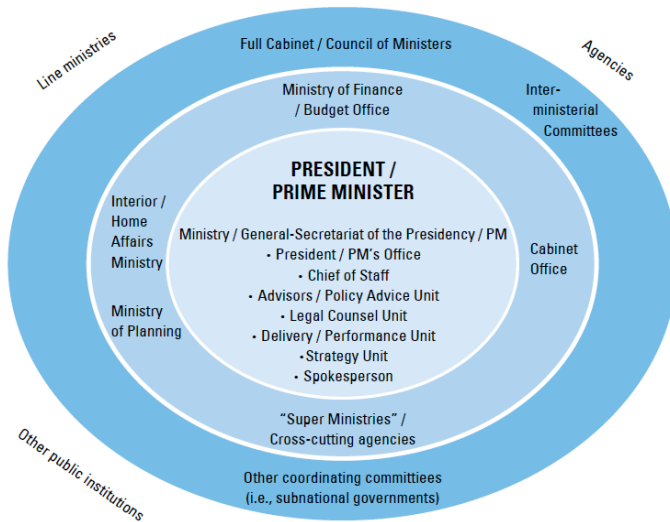 Line ministries
Full Cabinet / Council of Ministers
Agencies
Ministry of Finance
/ Budget Office
Inter-
ministerial
Committees
PRESIDENT /
PRIME MINISTER
Interior /
Home
Affairs
Ministry
Ministry / General-Secretariat of the Presidency / PM
• President / PM's Office
• Chief of Staff
• Advisors / Policy Advice Unit
• Legal Counsel Unit
• Delivery / Performance Unit
• Strategy Unit
• Spokesperson
Cabinet
Office
Ministry
of Planning
“Super Ministries” /
Cross-cutting agencies
Other public institutions
Other coordinating committiees
(i.e., subnational governments)